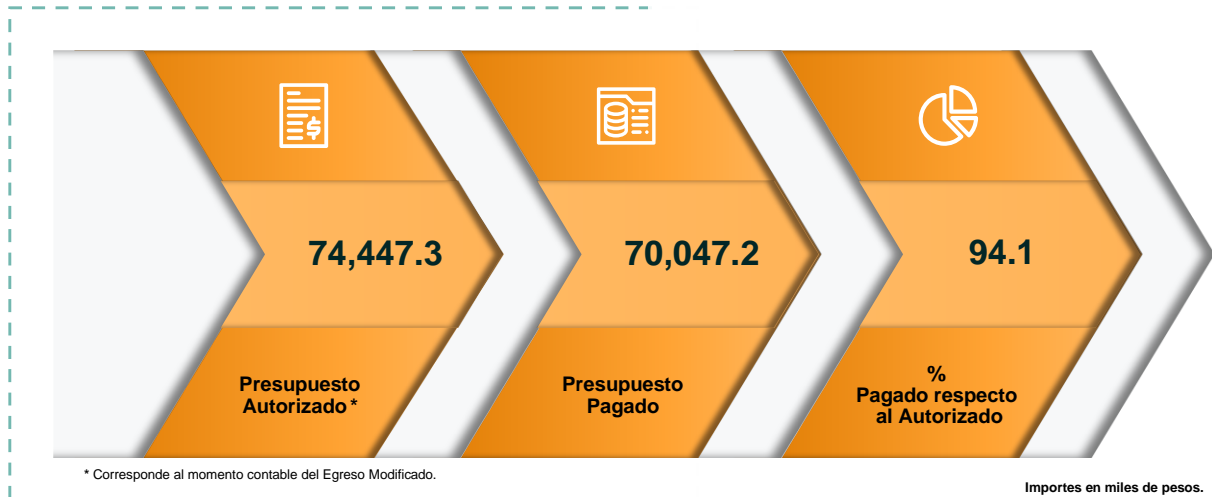 74,447.3
70,047.2
94.1
Presupuesto
Autorizado *
Presupuesto
Pagado
%
Pagado respecto
al Autorizado
* Corresponde al momento contable del Egreso Modificado.
Importes en miles de pesos.